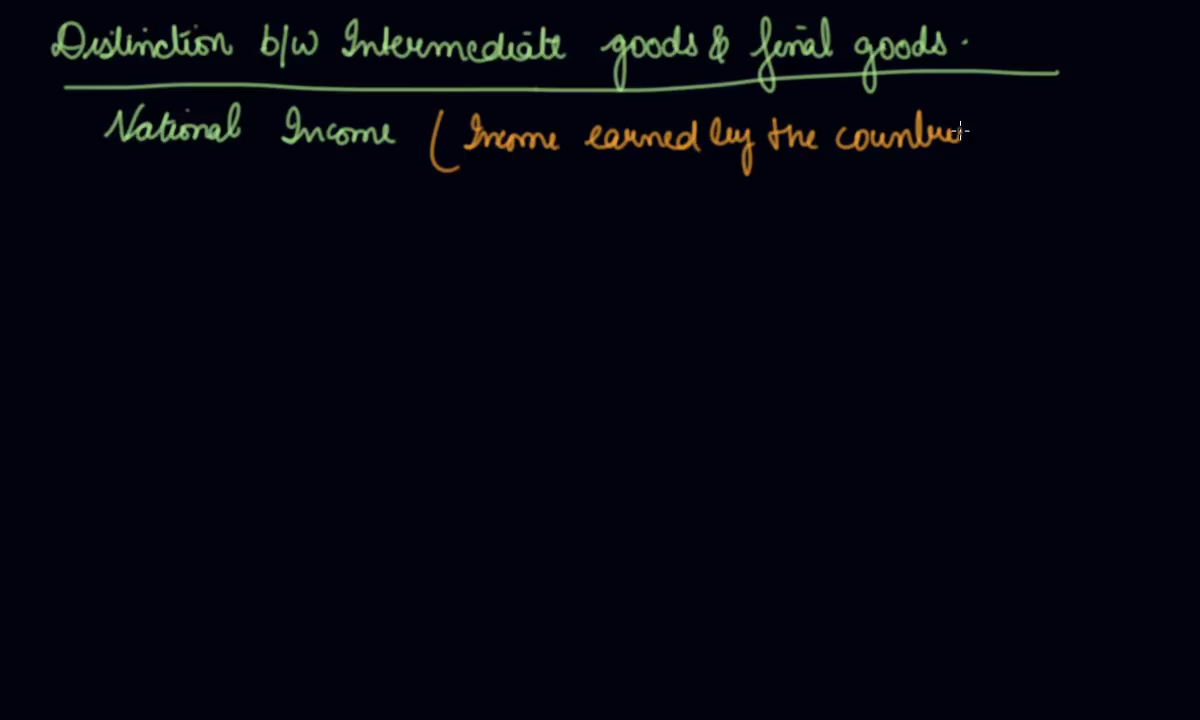 Distinction b/w Intermediate goods & final goods.
National Income (Income earned by the countr